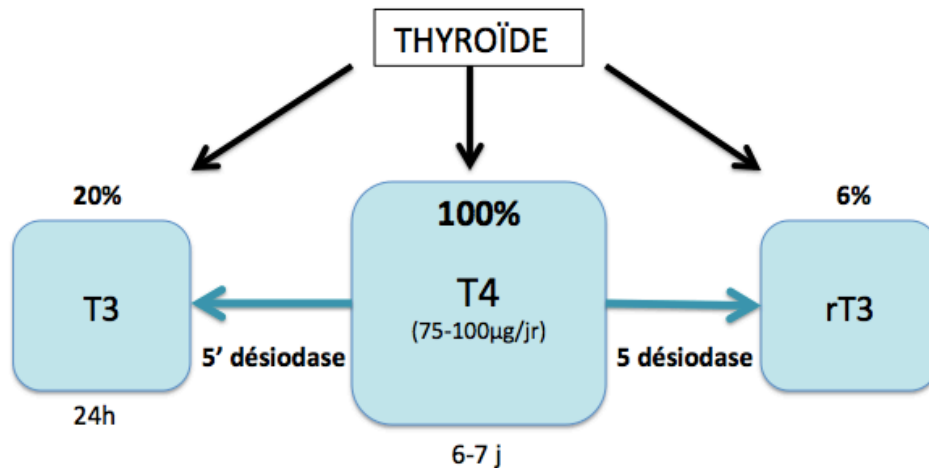 THYROÏDE
20%
100%
6%
T3
T4
(75-100µg/jr)
rT3
5’ désiodase
5 désiodase
24h
6-7 j